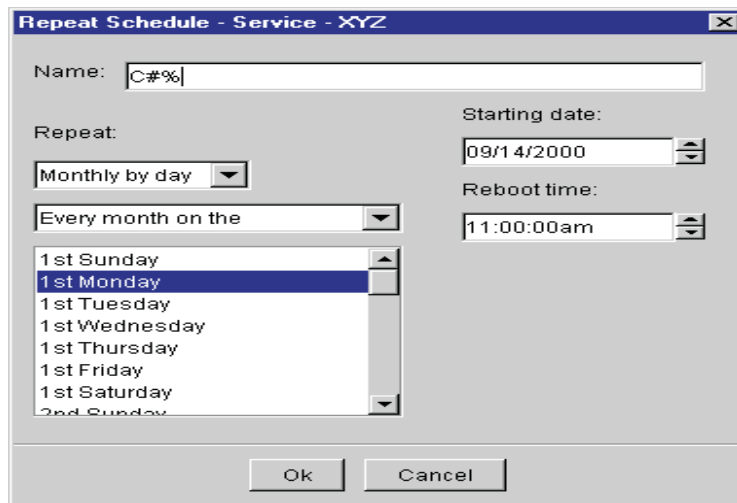 Repeat Schedule - Service - XYZ
Name: C#%
Starting date:
Repeat:
09/14/2000
Monthly by day
Reboot time:
Every month on the
11:00:00am
1st Sunday
1st Monday
1st Tuesday
1st Wednesday
1st Thursday
1st Friday
1st Saturday
2nd Sunday
Ok Cancel